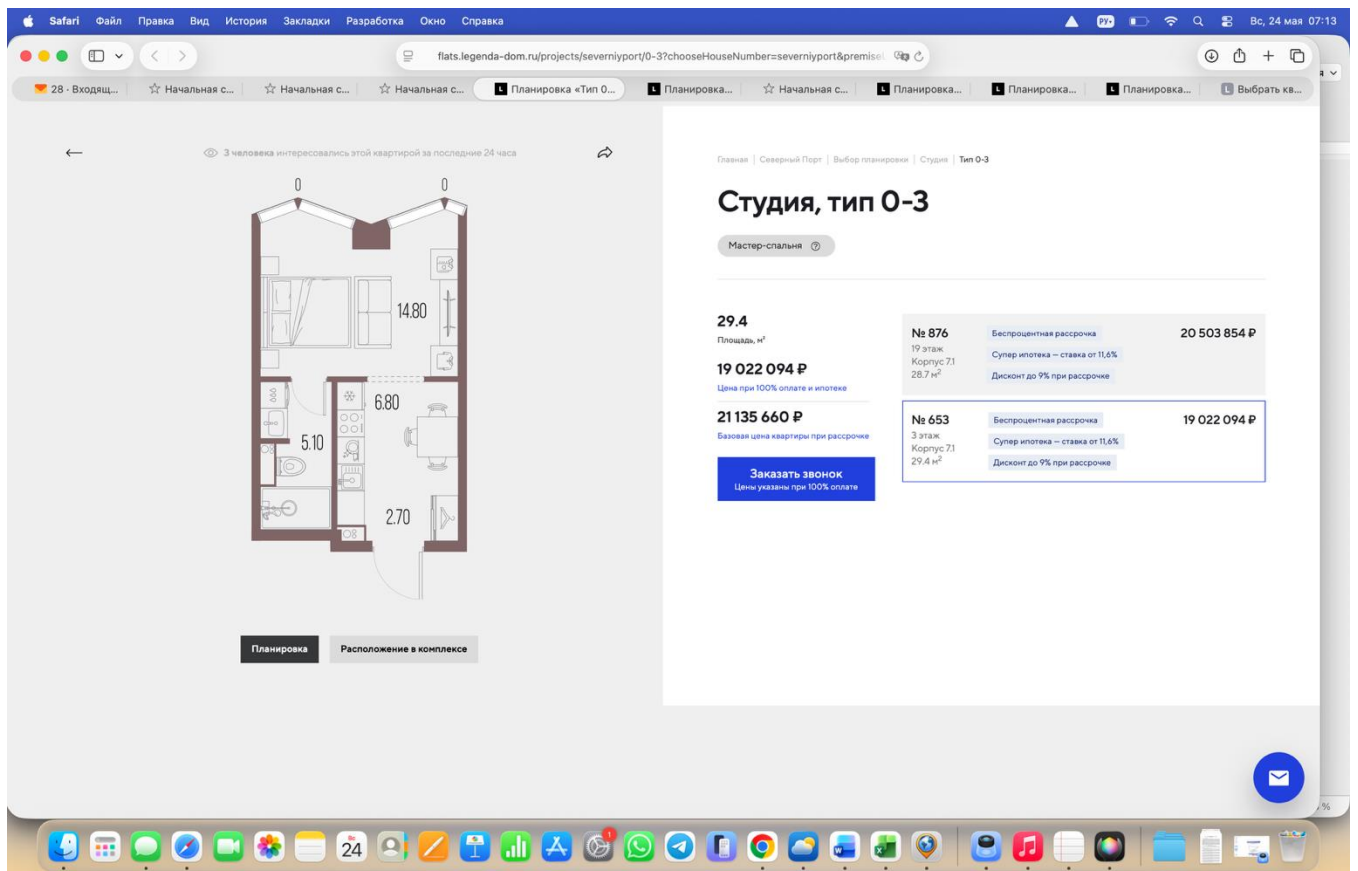 Safari Файл Правка Вид История Закладки Разработка Окно Справка
РУ
Вс, 24 мая 07:13
flats.legenda-dom.ru/projects/severniyport/0-3?chooseHouseNumber=severniyport&premisel
28 - Входящ...
Начальная с...
Начальная с...
Начальная с...
Планировка «Тип 0...
Планировка...
Начальная с...
Планировка...
Планировка...
Планировка...
Выбрать кв...
3 человека интересовались этой квартирой за последние 24 часа
0 0
14.80
6.80
5.10
2.70
Планировка
Расположение в комплексе
Главная | Северный Порт | Выбор планировки | Студия | Тип 0-3
Студия, тип 0-3
Мастер-спальня
29.4
Площадь, м²
19 022 094 ₽
Цена при 100% оплате и ипотеке
21 135 660 ₽
Базовая цена квартиры при рассрочке
Заказать звонок
Цены указаны при 100% оплате
№ 876
19 этаж
Корпус 7.1
28.7 м²
Беспроцентная рассрочка
Супер ипотека — ставка от 11,6%
Дисконт до 9% при рассрочке
20 503 854 ₽
№ 653
3 этаж
Корпус 7.1
29.4 м²
Беспроцентная рассрочка
Супер ипотека — ставка от 11,6%
Дисконт до 9% при рассрочке
19 022 094 ₽
%
24
1